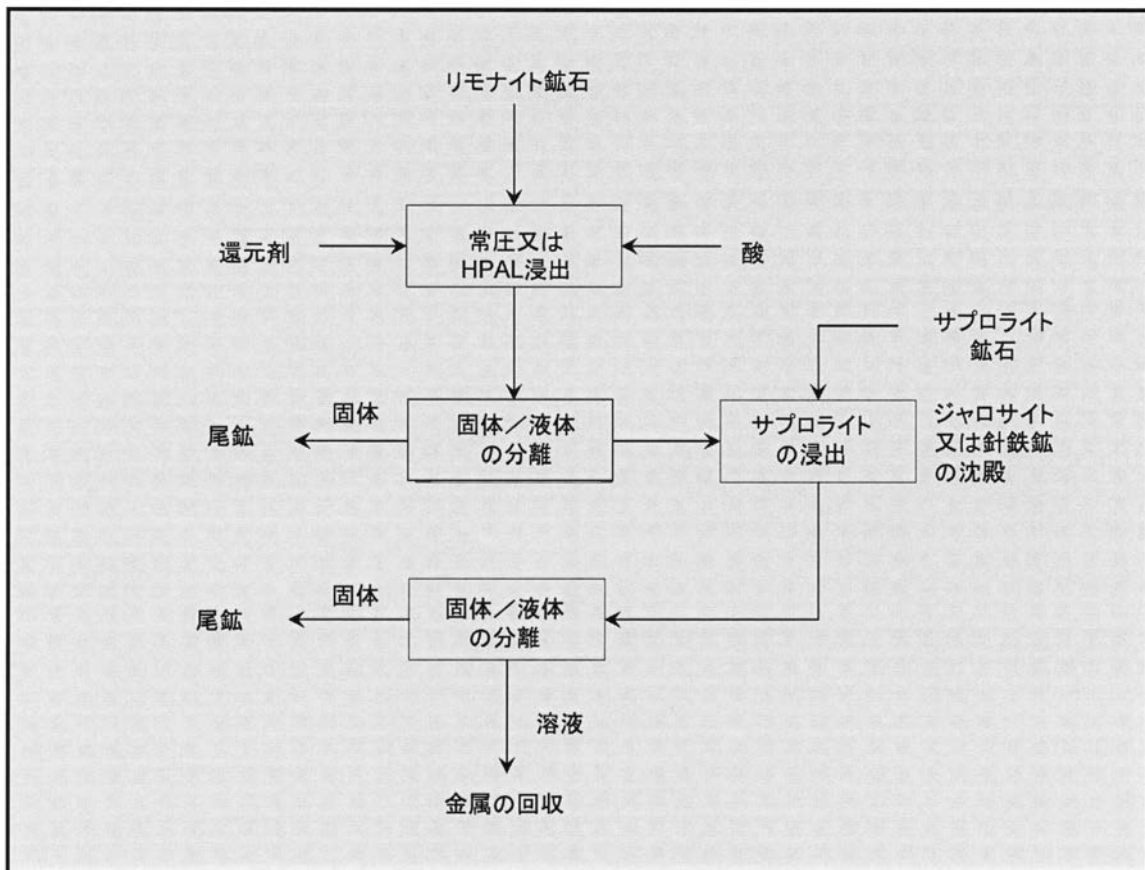 リモナイト鉱石
還元剤
常圧又は
HPAL浸出
酸
サプロライト
鉱石
尾鉱
固体
固体／液体
の分離
サプロライト
の浸出
ジャロサイト
又は針鉄鉱
の沈殿
尾鉱
固体
固体／液体
の分離
溶液
金属の回収